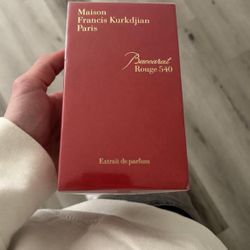 Maison
Francis Kurkdjian
Paris
Baccarat
Rouge 540
Extrait de parfum